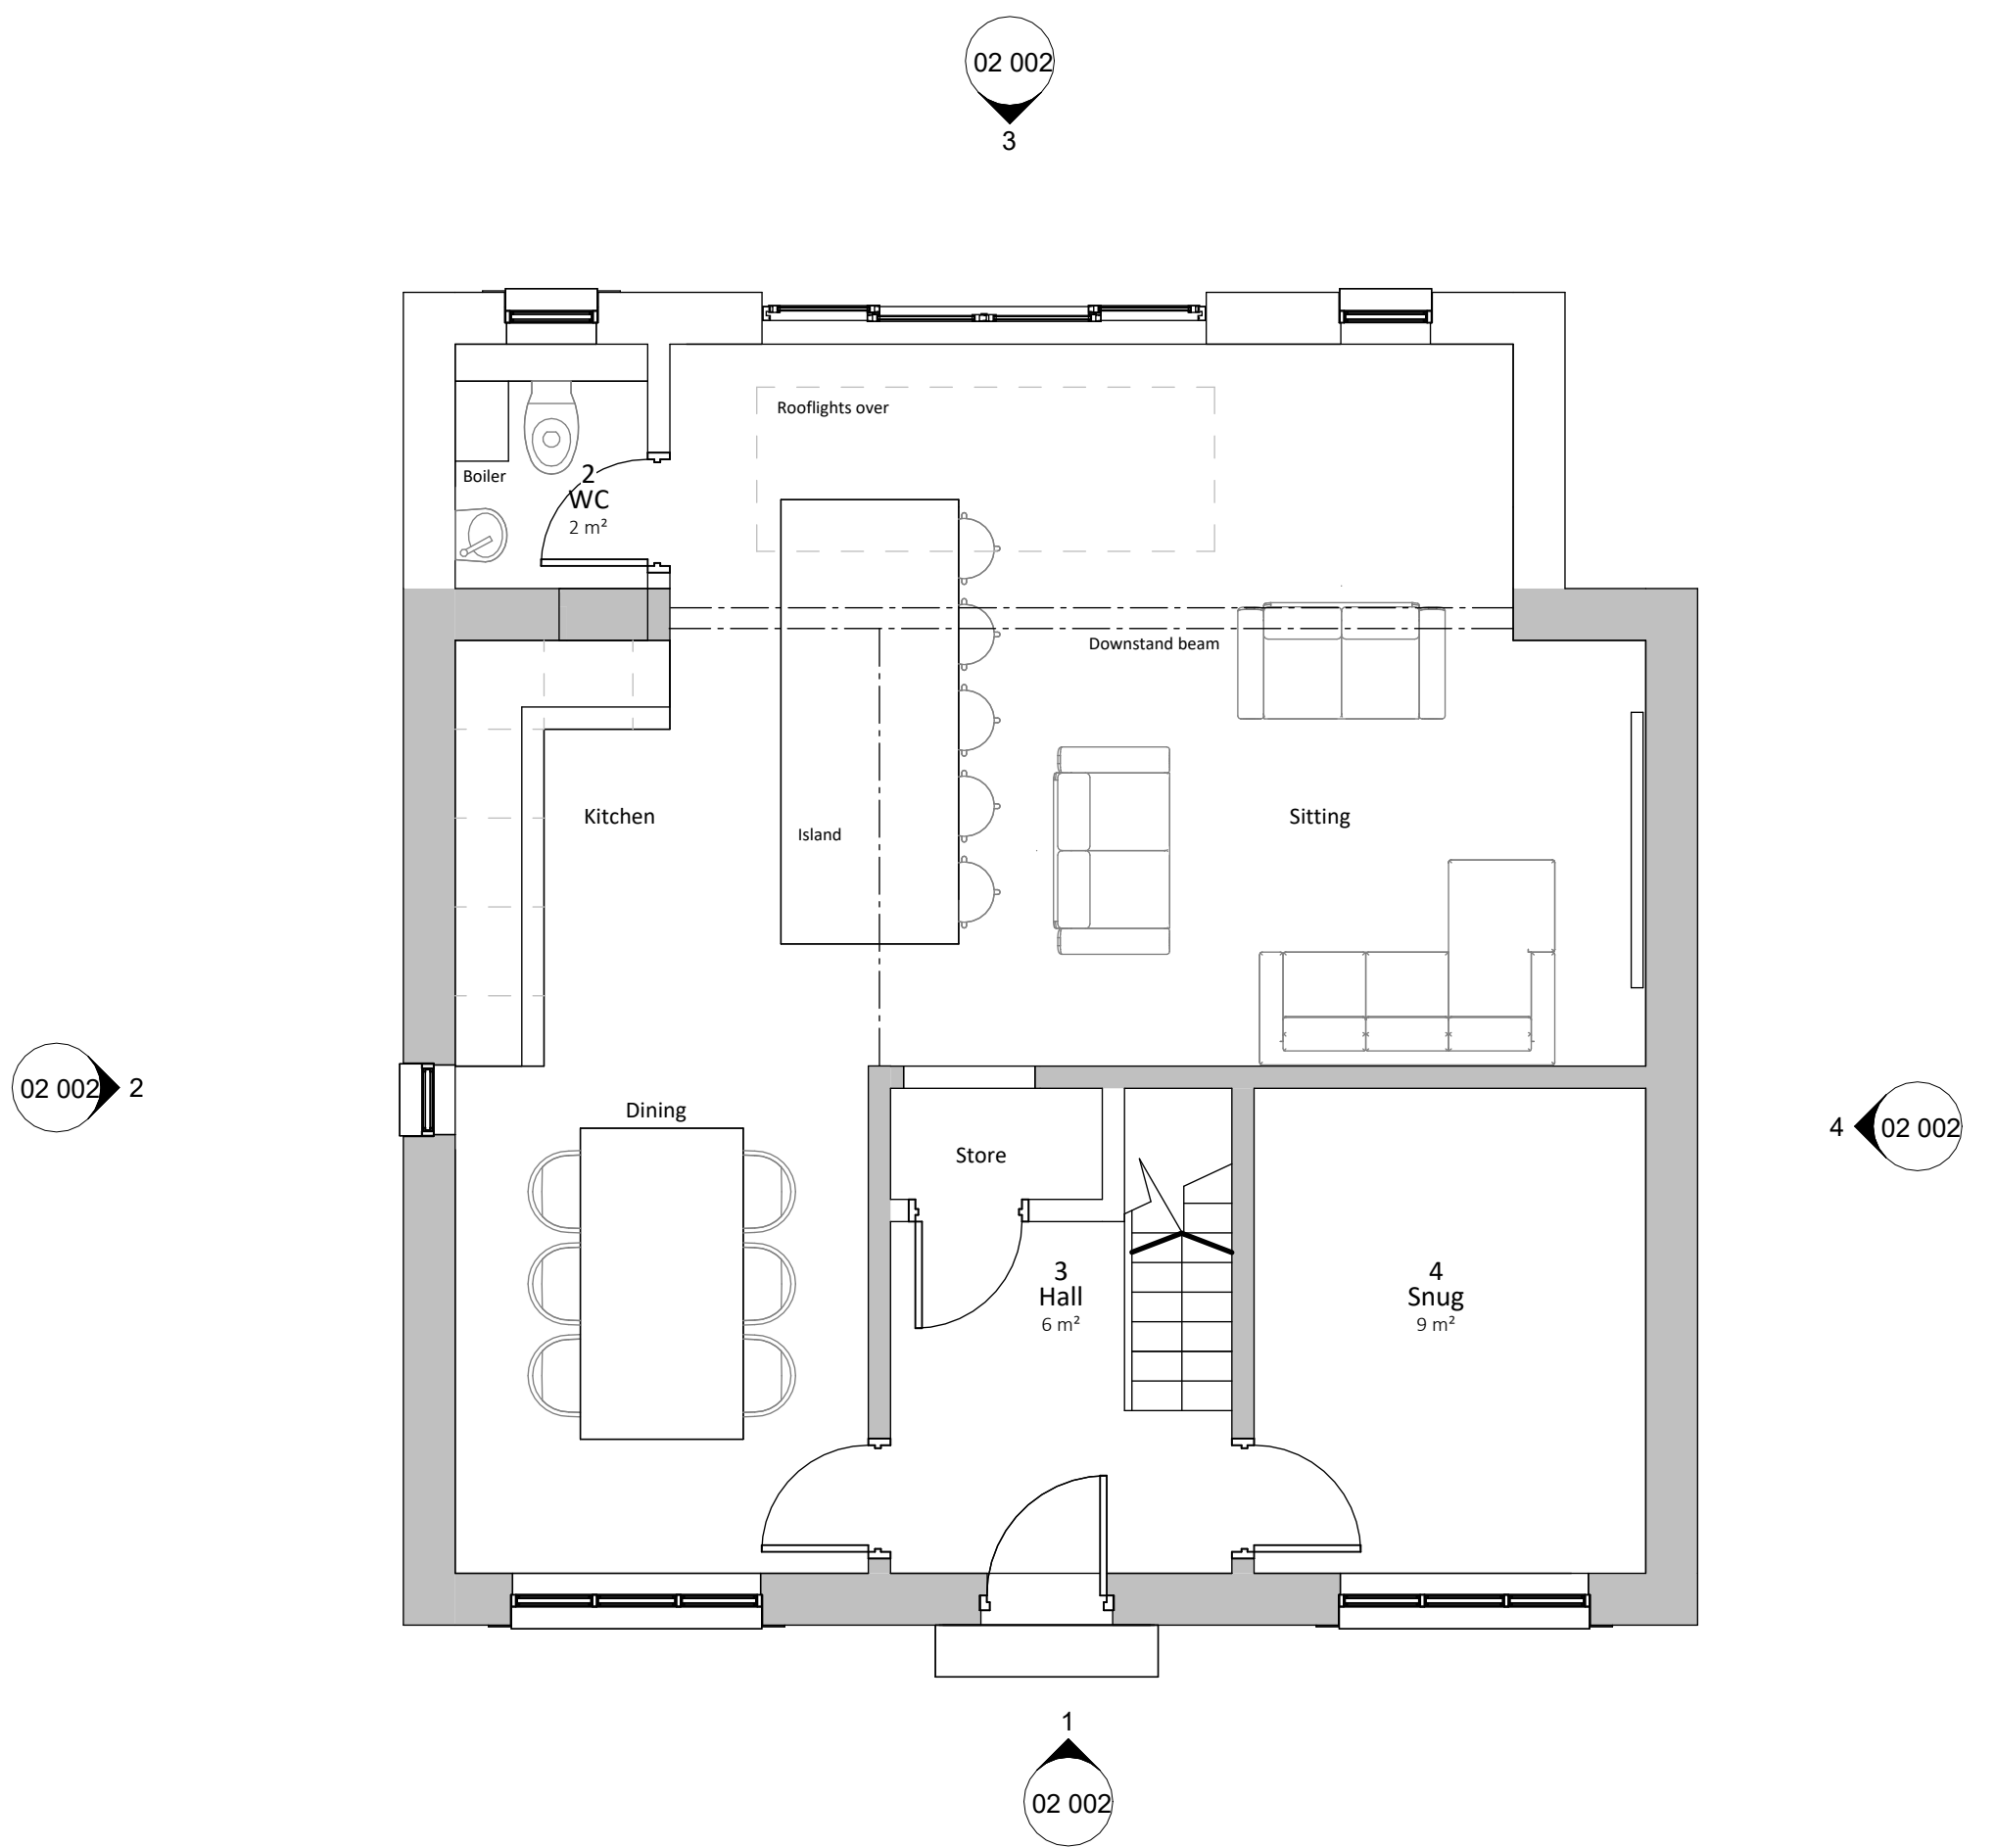 02 002
3
Rooflights over
2
WC
2 m²
Boiler
Downstand beam
Kitchen
Island
Sitting
02 002
2
Dining
4
02 002
Store
3
Hall
6 m²
4
Snug
9 m²
1
02 002